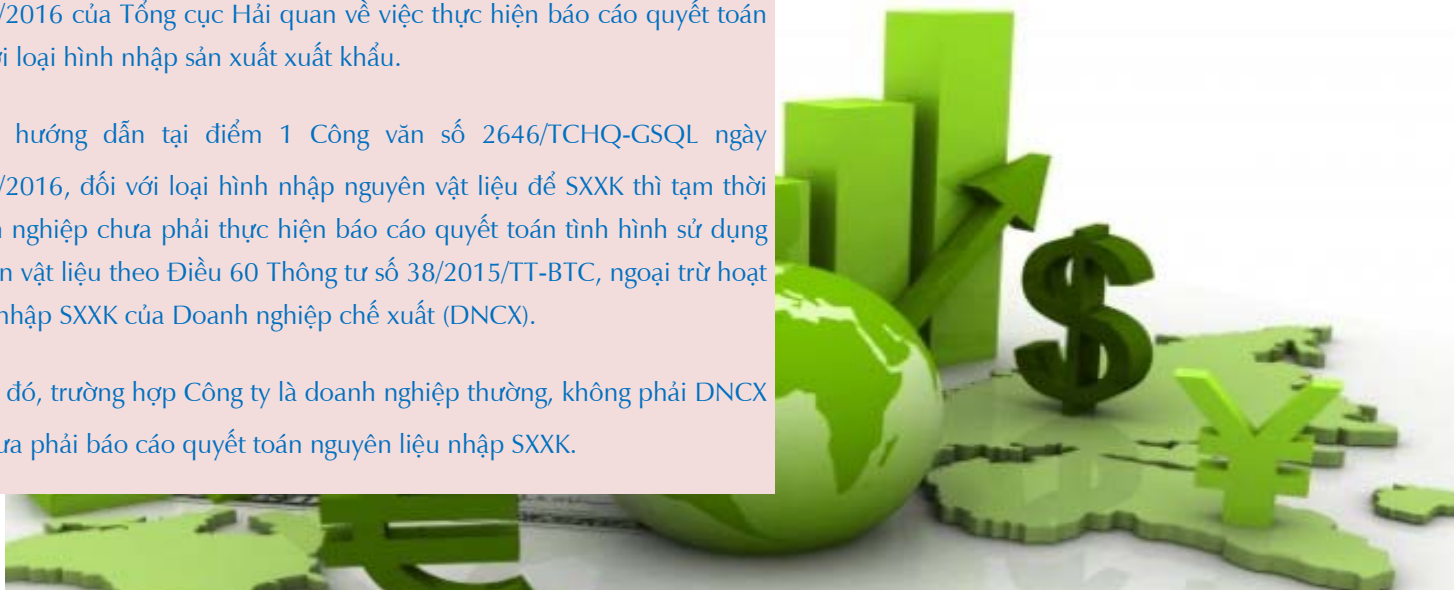 /2016 của Tổng cục Hải quan về việc thực hiện báo cáo quyết toán
loại hình nhập sản xuất xuất khẩu.
hướng dẫn tại điểm 1 Công văn số 2646/TCHQ-GSQL ngày
/2016, đối với loại hình nhập nguyên vật liệu để SXXK thì tạm thời
nghiệp chưa phải thực hiện báo cáo quyết toán tình hình sử dụng
vật liệu theo Điều 60 Thông tư số 38/2015/TT-BTC, ngoại trừ hoạt
nhập SXXK của Doanh nghiệp chế xuất (DNCX).
đó, trường hợp Công ty là doanh nghiệp thường, không phải DNCX
phải báo cáo quyết toán nguyên liệu nhập SXXK.